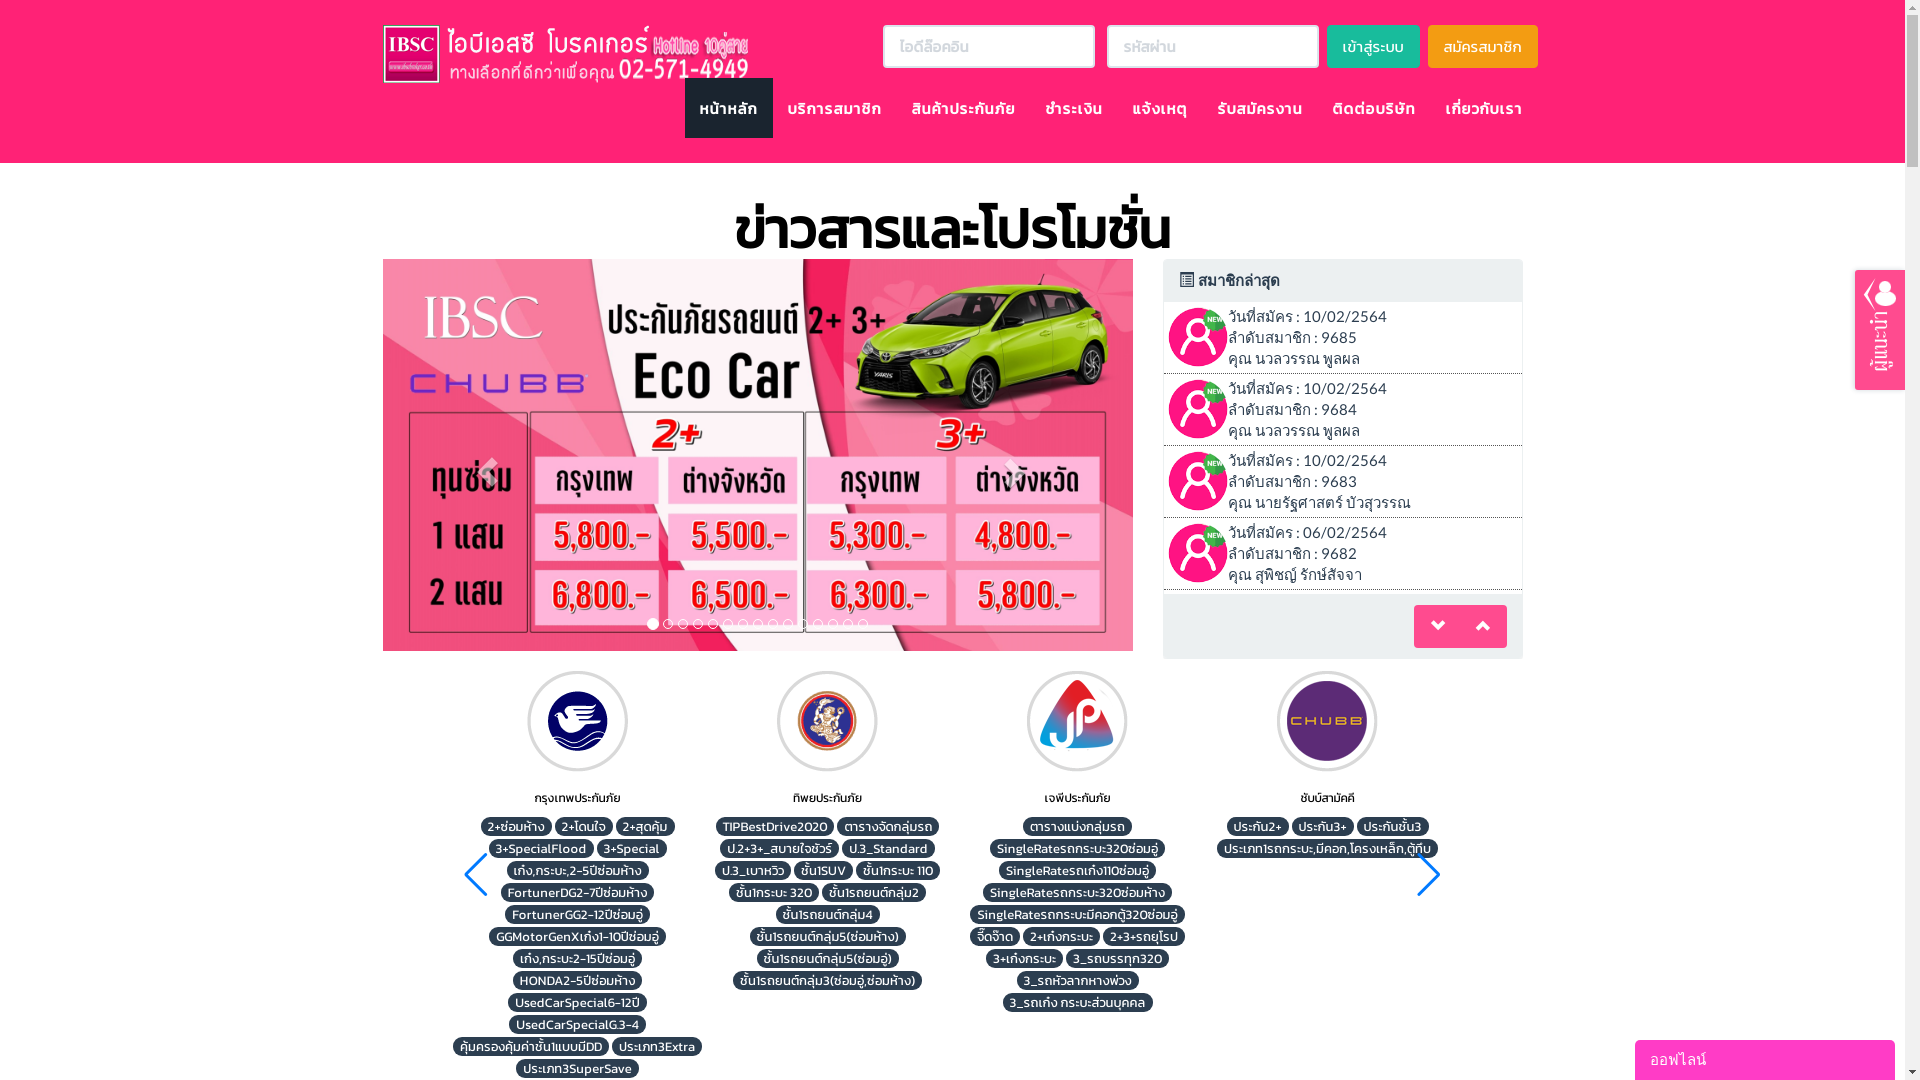 IBSC
ไอบีเอสซี โบรคเกอร์ Hotline 10คู่สาย
ทางเลือกที่ดีกว่าเพื่อคุณ 02-571-4949
ไอดีล๊อคอิน
รหัสผ่าน
เข้าสู่ระบบ
สมัครสมาชิก
หน้าหลัก
บริการสมาชิก
สินค้าประกันภัย
ชำระเงิน
แจ้งเหตุ
รับสมัครงาน
ติดต่อบริษัท
เกี่ยวกับเรา
ข่าวสารและโปรโมชั่น
IBSC
CHUBB
ประกันภัยรถยนต์ 2+ 3+
Eco Car
YARIS
2+ 3+
ทุนซ่อม กรุงเทพ ต่างจังหวัด กรุงเทพ ต่างจังหวัด
1 แสน 5,800.- 5,500.- 5,300.- 4,800.-
2 แสน 6,800.- 6,500.- 6,300.- 5,800.-
สมาชิกล่าสุด
NEW
วันที่สมัคร : 10/02/2564
ลำดับสมาชิก : 9685
คุณ นวลวรรณ พูลผล
NEW
วันที่สมัคร : 10/02/2564
ลำดับสมาชิก : 9684
คุณ นวลวรรณ พูลผล
NEW
วันที่สมัคร : 10/02/2564
ลำดับสมาชิก : 9683
คุณ นายรัฐศาสตร์ บัวสุวรรณ
NEW
วันที่สมัคร : 06/02/2564
ลำดับสมาชิก : 9682
คุณ สุพิชญ์ รักษ์สัจจา
ผู้แนะนำ
กรุงเทพประกันภัย
2+ซ่อมห้าง 2+โดนใจ 2+สุดคุ้ม
3+SpecialFlood 3+Special
เก๋ง,กระบะ,2-5ปีซ่อมห้าง
FortunerDG2-7ปีซ่อมห้าง
FortunerGG2-12ปีซ่อมอู่
GGMotorGenXเก๋ง1-10ปีซ่อมอู่
เก๋ง,กระบะ2-15ปีซ่อมอู่
HONDA2-5ปีซ่อมห้าง
UsedCarSpecial6-12ปี
UsedCarSpecialG.3-4
คุ้มครองคุ้มค่าชั้น1แบบมีDD ประเภท3Extra
ประเภท3SuperSave
ทิพยประกันภัย
TIPBestDrive2020 ตารางจัดกลุ่มรถ
ป.2+3+_สบายใจชัวร์ ป.3_Standard
ป.3_เบาหวิว ชั้น1SUV ชั้น1กระบะ 110
ชั้น1กระบะ 320 ชั้น1รถยนต์กลุ่ม2
ชั้น1รถยนต์กลุ่ม4
ชั้น1รถยนต์กลุ่ม5(ซ่อมห้าง)
ชั้น1รถยนต์กลุ่ม5(ซ่อมอู่)
ชั้น1รถยนต์กลุ่ม3(ซ่อมอู่,ซ่อมห้าง)
JP
เจพีประกันภัย
ตารางแบ่งกลุ่มรถ
SingleRateรถกระบะ320ซ่อมอู่
SingleRateรถเก๋ง110ซ่อมอู่
SingleRateรถกระบะ320ซ่อมห้าง
SingleRateรถกระบะมีคอกตู้320ซ่อมอู่
จี๊ดจ๊าด 2+เก๋งกระบะ 2+3+รถยุโรป
3+เก๋งกระบะ 3_รถบรรทุก320
3_รถหัวลากหางพ่วง
3_รถเก๋ง กระบะส่วนบุคคล
CHUBB
ชับบ์สามัคคี
ประกัน2+ ประกัน3+ ประกันชั้น3
ประเภท1รถกระบะ,มีคอก,โครงเหล็ก,ตู้ทึบ
ออฟไลน์